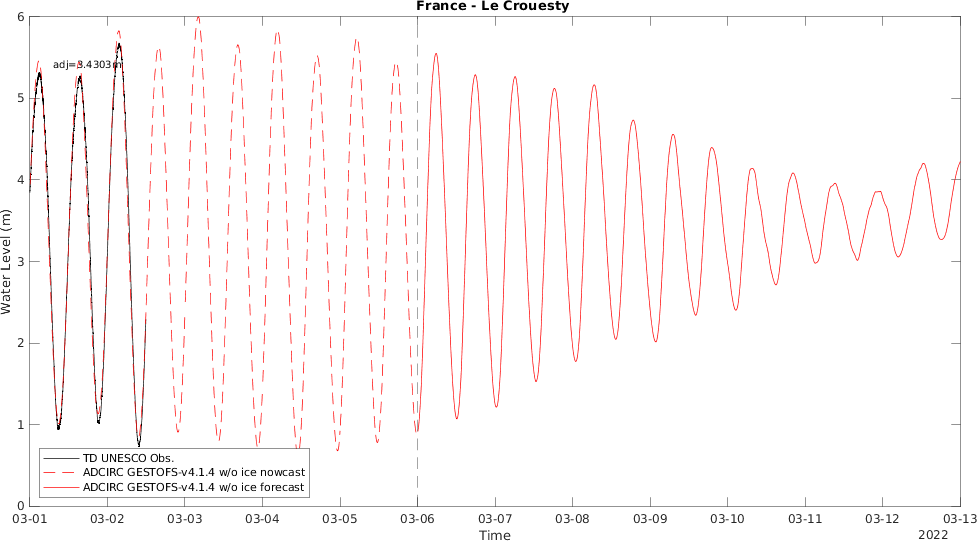 France - Le Crouesty
adj=3.4303 m
Water Level (m)
6
5
4
3
2
1
0
TD UNESCO Obs.
ADCIRC GESTOFS-v4.1.4 w/o ice nowcast
ADCIRC GESTOFS-v4.1.4 w/o ice forecast
03-01 03-02 03-03 03-04 03-05 03-06 03-07 03-08 03-09 03-10 03-11 03-12 03-13
Time
2022